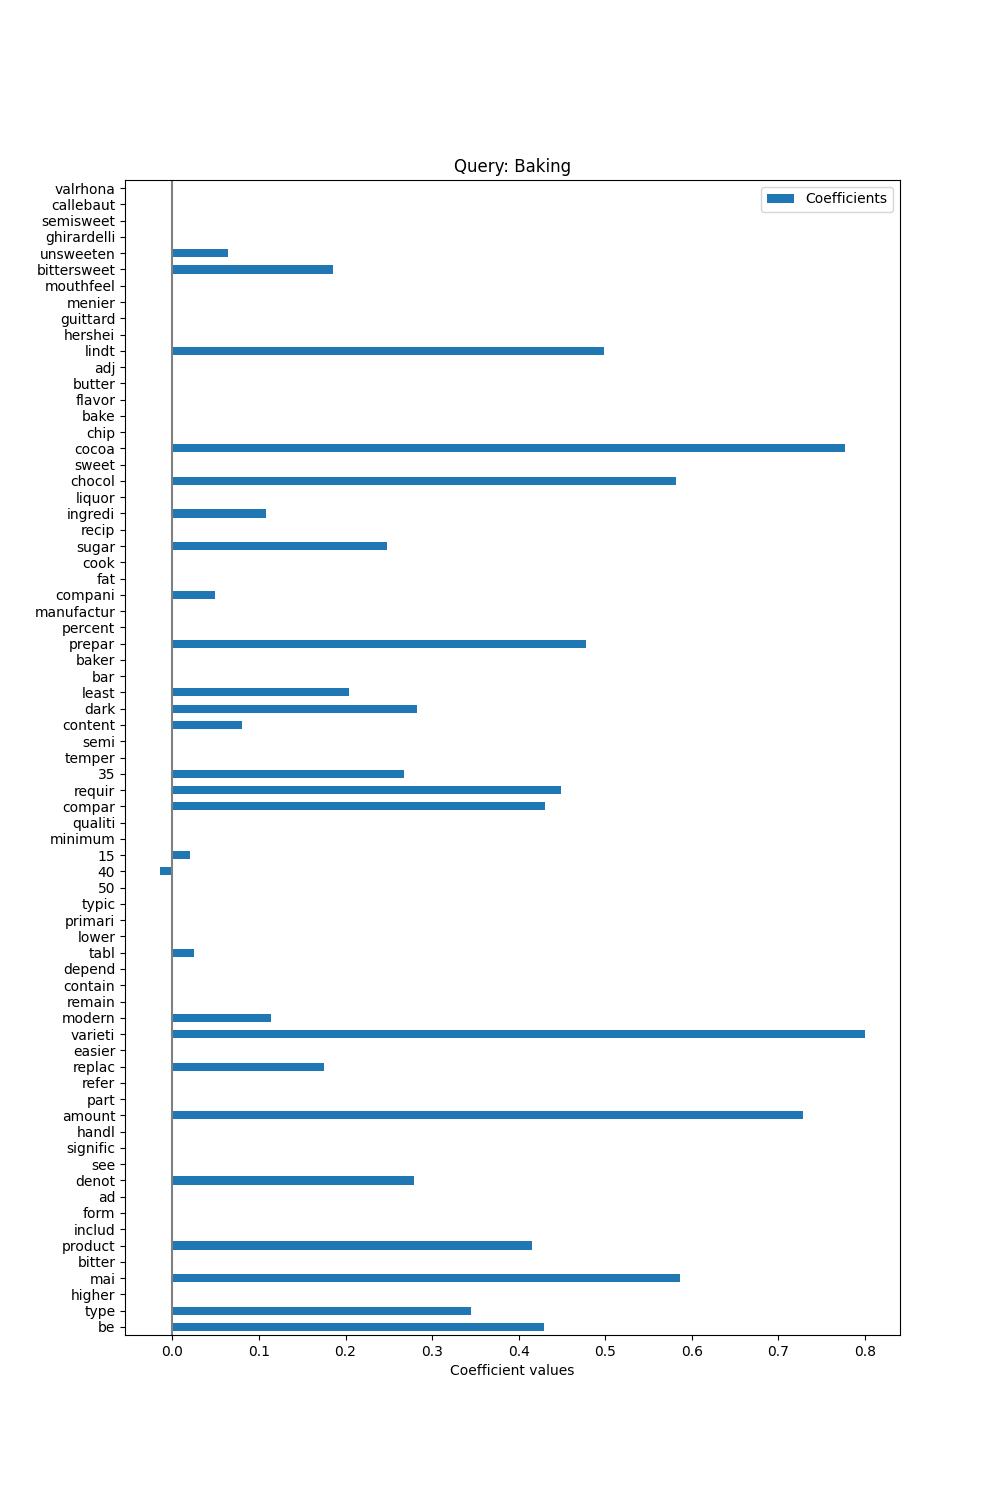 Query: Baking
Coefficients
valrhona
callebaut
semisweet
ghirardelli
unsweeten
bittersweet
mouthfeel
menier
guittard
hershei
lindt
adj
butter
flavor
bake
chip
cocoa
sweet
chocol
liquor
ingredi
recip
sugar
cook
fat
compani
manufactur
percent
prepar
baker
bar
least
dark
content
semi
temper
35
requir
compar
qualiti
minimum
15
40
50
typic
primari
lower
tabl
depend
contain
remain
modern
varieti
easier
replac
refer
part
amount
handl
signific
see
denot
ad
form
includ
product
bitter
mai
higher
type
be
0.0 0.1 0.2 0.3 0.4 0.5 0.6 0.7 0.8
Coefficient values